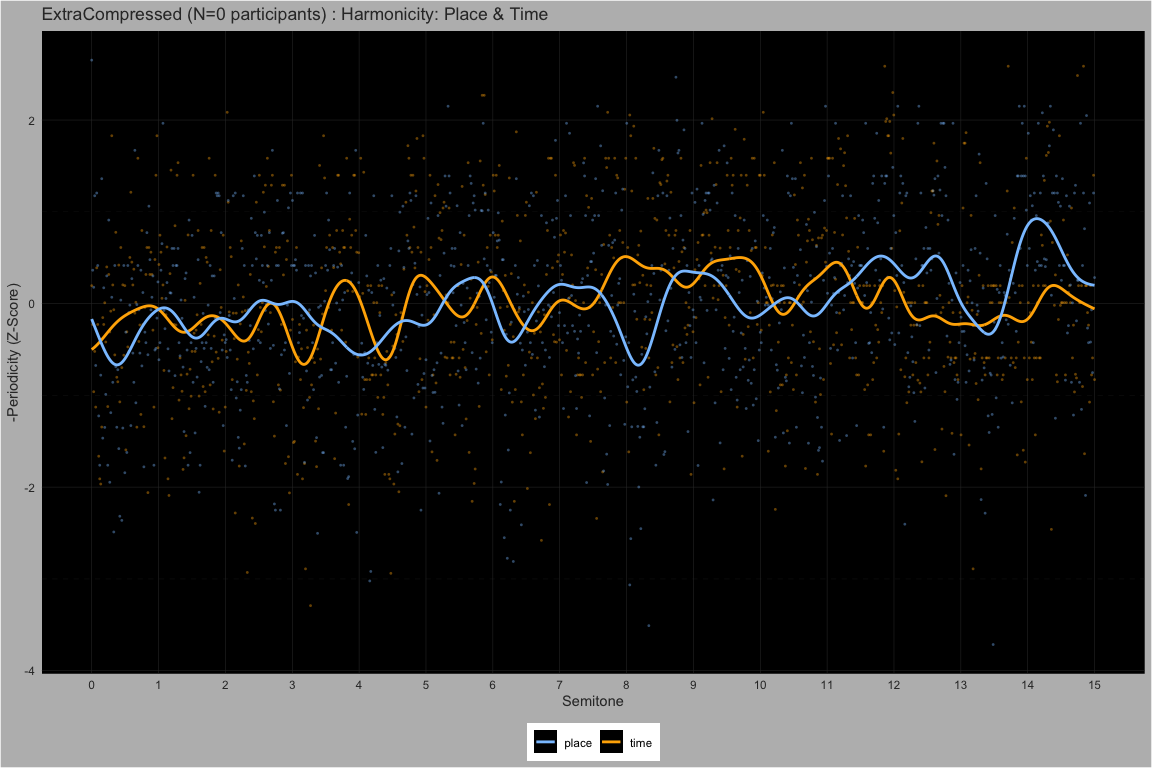 ExtraCompressed (N=0 participants) : Harmonicity: Place & Time
-Periodicity (Z-Score)
2
0
-2
-4
0 1 2 3 4 5 6 7 8 9 10 11 12 13 14 15
Semitone
place time